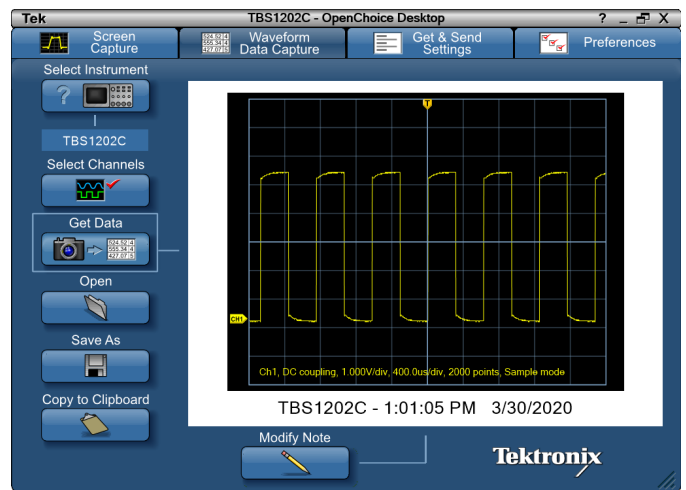 Tek
TBS1202C - OpenChoice Desktop
? _ X
Screen
Capture
Waveform
Data Capture
Get & Send
Settings
Preferences
Select Instrument
?
TBS1202C
Select Channels
Get Data
Open
Save As
Copy to Clipboard
T
CH1
Ch1, DC coupling, 1.000V/div, 400.0us/div, 2000 points, Sample mode
TBS1202C - 1:01:05 PM 3/30/2020
Modify Note
Tektronix